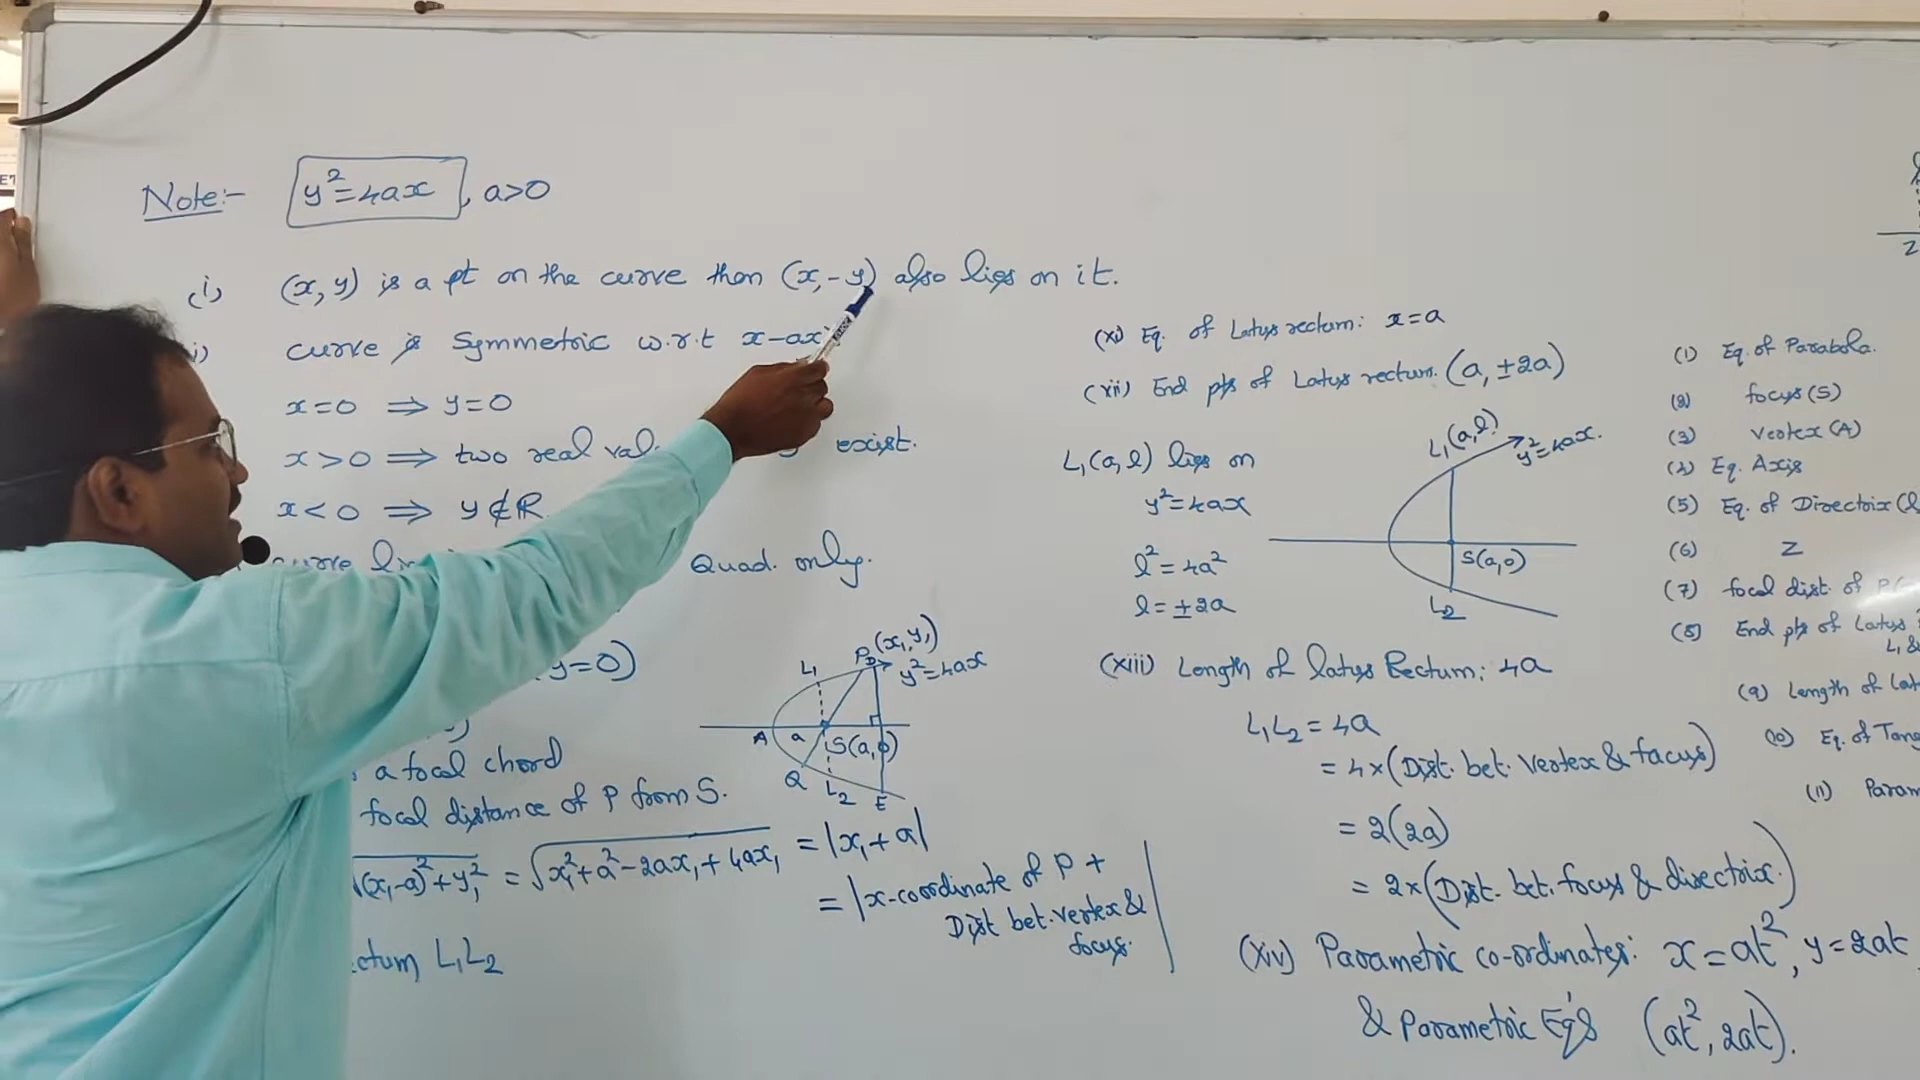 Note:- y²=4ax, a>0
(i) (x, y) is a pt on the curve then (x,-y) also lies on it.
curve is symmetric w.r.t x-ax
x=0 ⇒ y=0
x>0 ⇒ two real val exist.
x<0 ⇒ y∉R
curve Quad. only.
y=0)
a focal chord
focal distance of P from S.
√(x₁-a)²+y₁² = √x₁²+a²-2ax₁+4ax₁ = |x₁+a|
= |x-coordinate of P +
Dist bet. vertex &
focus.
ctum L₁L₂
P(x₁,y₁)
L₁
y²=4ax
A a S(a,0)
Q L₂ E
(xi) Eq. of Latus rectum: x=a
(xii) End pts of Latus rectum. (a, ±2a)
L₁(a,l) lies on
y²=4ax
l²=4a²
l=±2a
L₁(a,l)
y²=4ax.
S(a,0)
L₂
(xiii) Length of latus Rectum: 4a
L₁L₂ = 4a
= 4×(Dist. bet. vertex & focus)
= 2(2a)
= 2×(Dist. bet. focus & directrix.)
(xiv) Parametric co-ordinates: x=at², y=2at
& Parametric Eq's (at², 2at).
Z
(1) Eq. of Parabola.
(2) focus(S)
(3) vertex(A)
(4) Eq. Axis
(5) Eq. of Directrix (l
(6) Z
(7) focal dist. of P(
(8) End pts of Latus
L₁ &
(9) Length of Lat
(10) Eq. of Tang
(11) Param